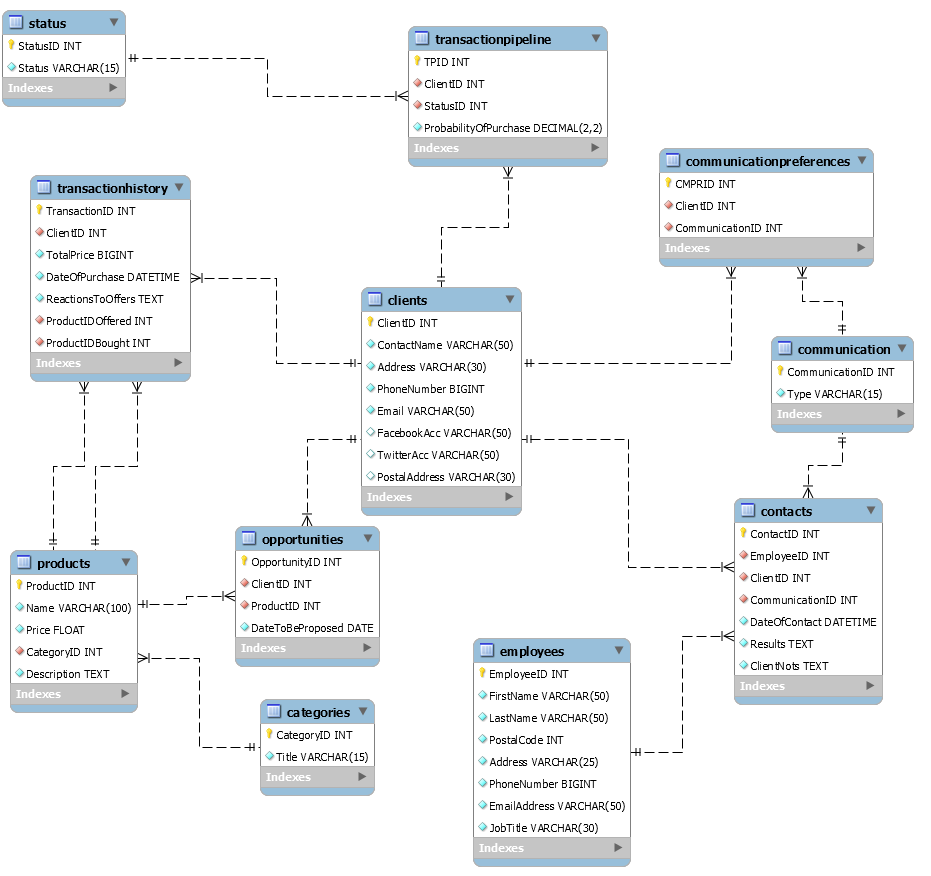 status
StatusID INT
Status VARCHAR(15)
Indexes
transactionpipeline
TPID INT
ClientID INT
StatusID INT
ProbabilityOfPurchase DECIMAL(2,2)
Indexes
communicationpreferences
CMPRID INT
ClientID INT
CommunicationID INT
Indexes
transactionhistory
TransactionID INT
ClientID INT
TotalPrice BIGINT
DateOfPurchase DATETIME
ReactionsToOffers TEXT
ProductIDOffered INT
ProductIDBought INT
Indexes
clients
ClientID INT
ContactName VARCHAR(50)
Address VARCHAR(30)
PhoneNumber BIGINT
Email VARCHAR(50)
FacebookAcc VARCHAR(50)
TwitterAcc VARCHAR(50)
PostalAddress VARCHAR(30)
Indexes
communication
CommunicationID INT
Type VARCHAR(15)
Indexes
contacts
ContactID INT
EmployeeID INT
ClientID INT
CommunicationID INT
DateOfContact DATETIME
Results TEXT
ClientNots TEXT
Indexes
opportunities
OpportunityID INT
ClientID INT
ProductID INT
DateToBeProposed DATE
Indexes
products
ProductID INT
Name VARCHAR(100)
Price FLOAT
CategoryID INT
Description TEXT
Indexes
categories
CategoryID INT
Title VARCHAR(15)
Indexes
employees
EmployeeID INT
FirstName VARCHAR(50)
LastName VARCHAR(50)
PostalCode INT
Address VARCHAR(25)
PhoneNumber BIGINT
EmailAddress VARCHAR(50)
JobTitle VARCHAR(30)
Indexes